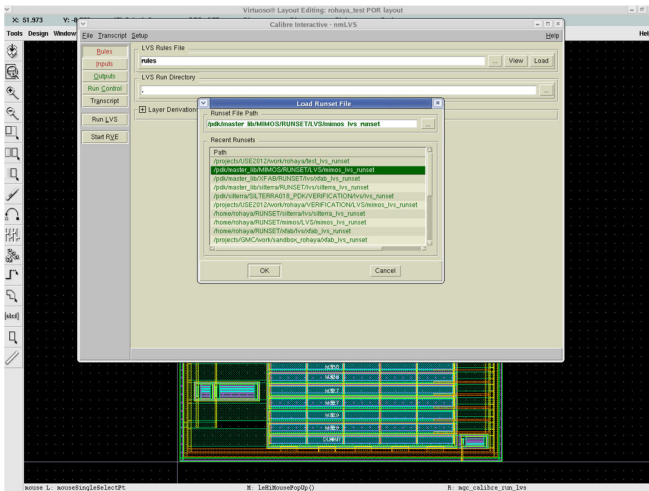 Virtuoso® Layout Editing: rohaya_test POR layout
X: 51.973
Tools Design Window
Hel
Calibre Interactive - nmLVS
File Transcript Setup
Help
Rules
Inputs
Outputs
Run Control
Transcript
Run LVS
Start RVE
LVS Rules File
rules
... View Load
LVS Run Directory
.
...
Layer Derivation
Load Runset File
Runset File Path
/pdk/master_lib/MIMOS/RUNSET/LVS/mimos_lvs_runset
...
Recent Runsets
Path
/projects/USE2012/work/rohaya/test_lvs_runset
/pdk/master_lib/MIMOS/RUNSET/LVS/mimos_lvs_runset
/pdk/master_lib/XFAB/RUNSET/lvs/xfab_lvs_runset
/pdk/master_lib/silterra/RUNSET/lvs/silterra_lvs_runset
/pdk/silterra/SILTERRA018_PDK/VERIFICATION/lvs/lvs_runset
/projects/USE2012/work/rohaya/VERIFICATION/LVS/mimos_lvs_runset
/home/rohaya/RUNSET/silterra/lvs/silterra_lvs_runset
/home/rohaya/RUNSET/mimos/LVS/mimos_lvs_runset
/home/rohaya/RUNSET/xfab/lvs/xfab_lvs_runset
/projects/GMC/work/sandbox_rohaya/xfab_lvs_runset
OK Cancel
[abcd]
DUMMY
mouse L: mouseSingleSelectPt M: leHiMousePopUp() R: mgc_calibre_run_lvs